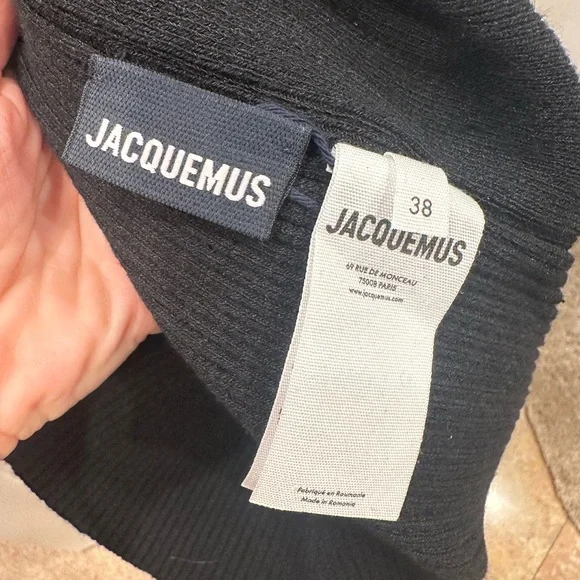 JACQUEMUS
38
JACQUEMUS
69 RUE DE MONCEAU
75008 PARIS
www.jacquemus.com
Fabriqué en Roumanie
Made in Romania